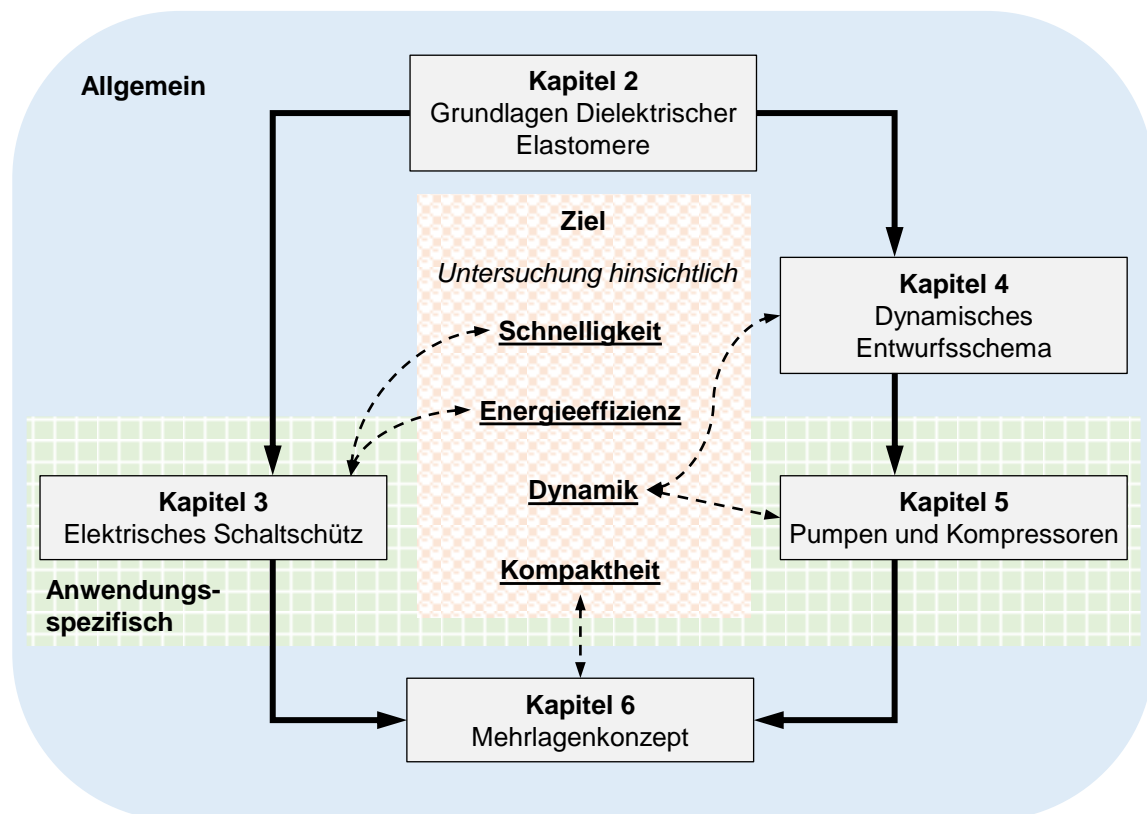 Allgemein
Kapitel 2
Grundlagen Dielektrischer
Elastomere
Ziel
Untersuchung hinsichtlich
Schnelligkeit
Energieeffizienz
Dynamik
Kompaktheit
Kapitel 4
Dynamisches
Entwurfsschema
Kapitel 3
Elektrisches Schaltschütz
Kapitel 5
Pumpen und Kompressoren
Anwendungs-
spezifisch
Kapitel 6
Mehrlagenkonzept